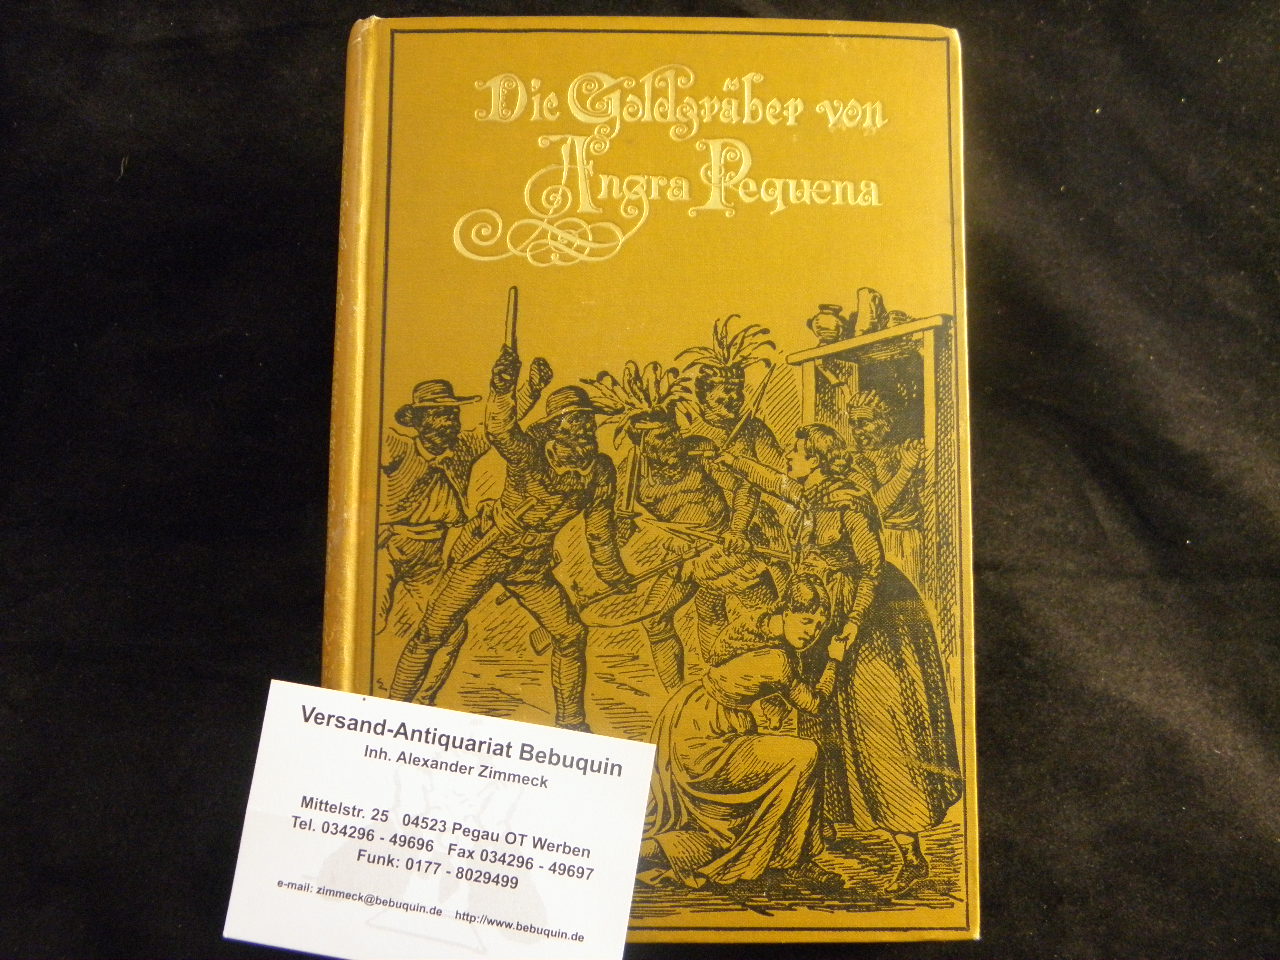 Die Goldgräber von
Angra Pequena
Versand-Antiquariat Bebuquin
Inh. Alexander Zimmeck
Mittelstr. 25 04523 Pegau OT Werben
Tel. 034296 - 49696 Fax 034296 - 49697
Funk: 0177 - 8029499
e-mail: zimmeck@bebuquin.de http://www.bebuquin.de